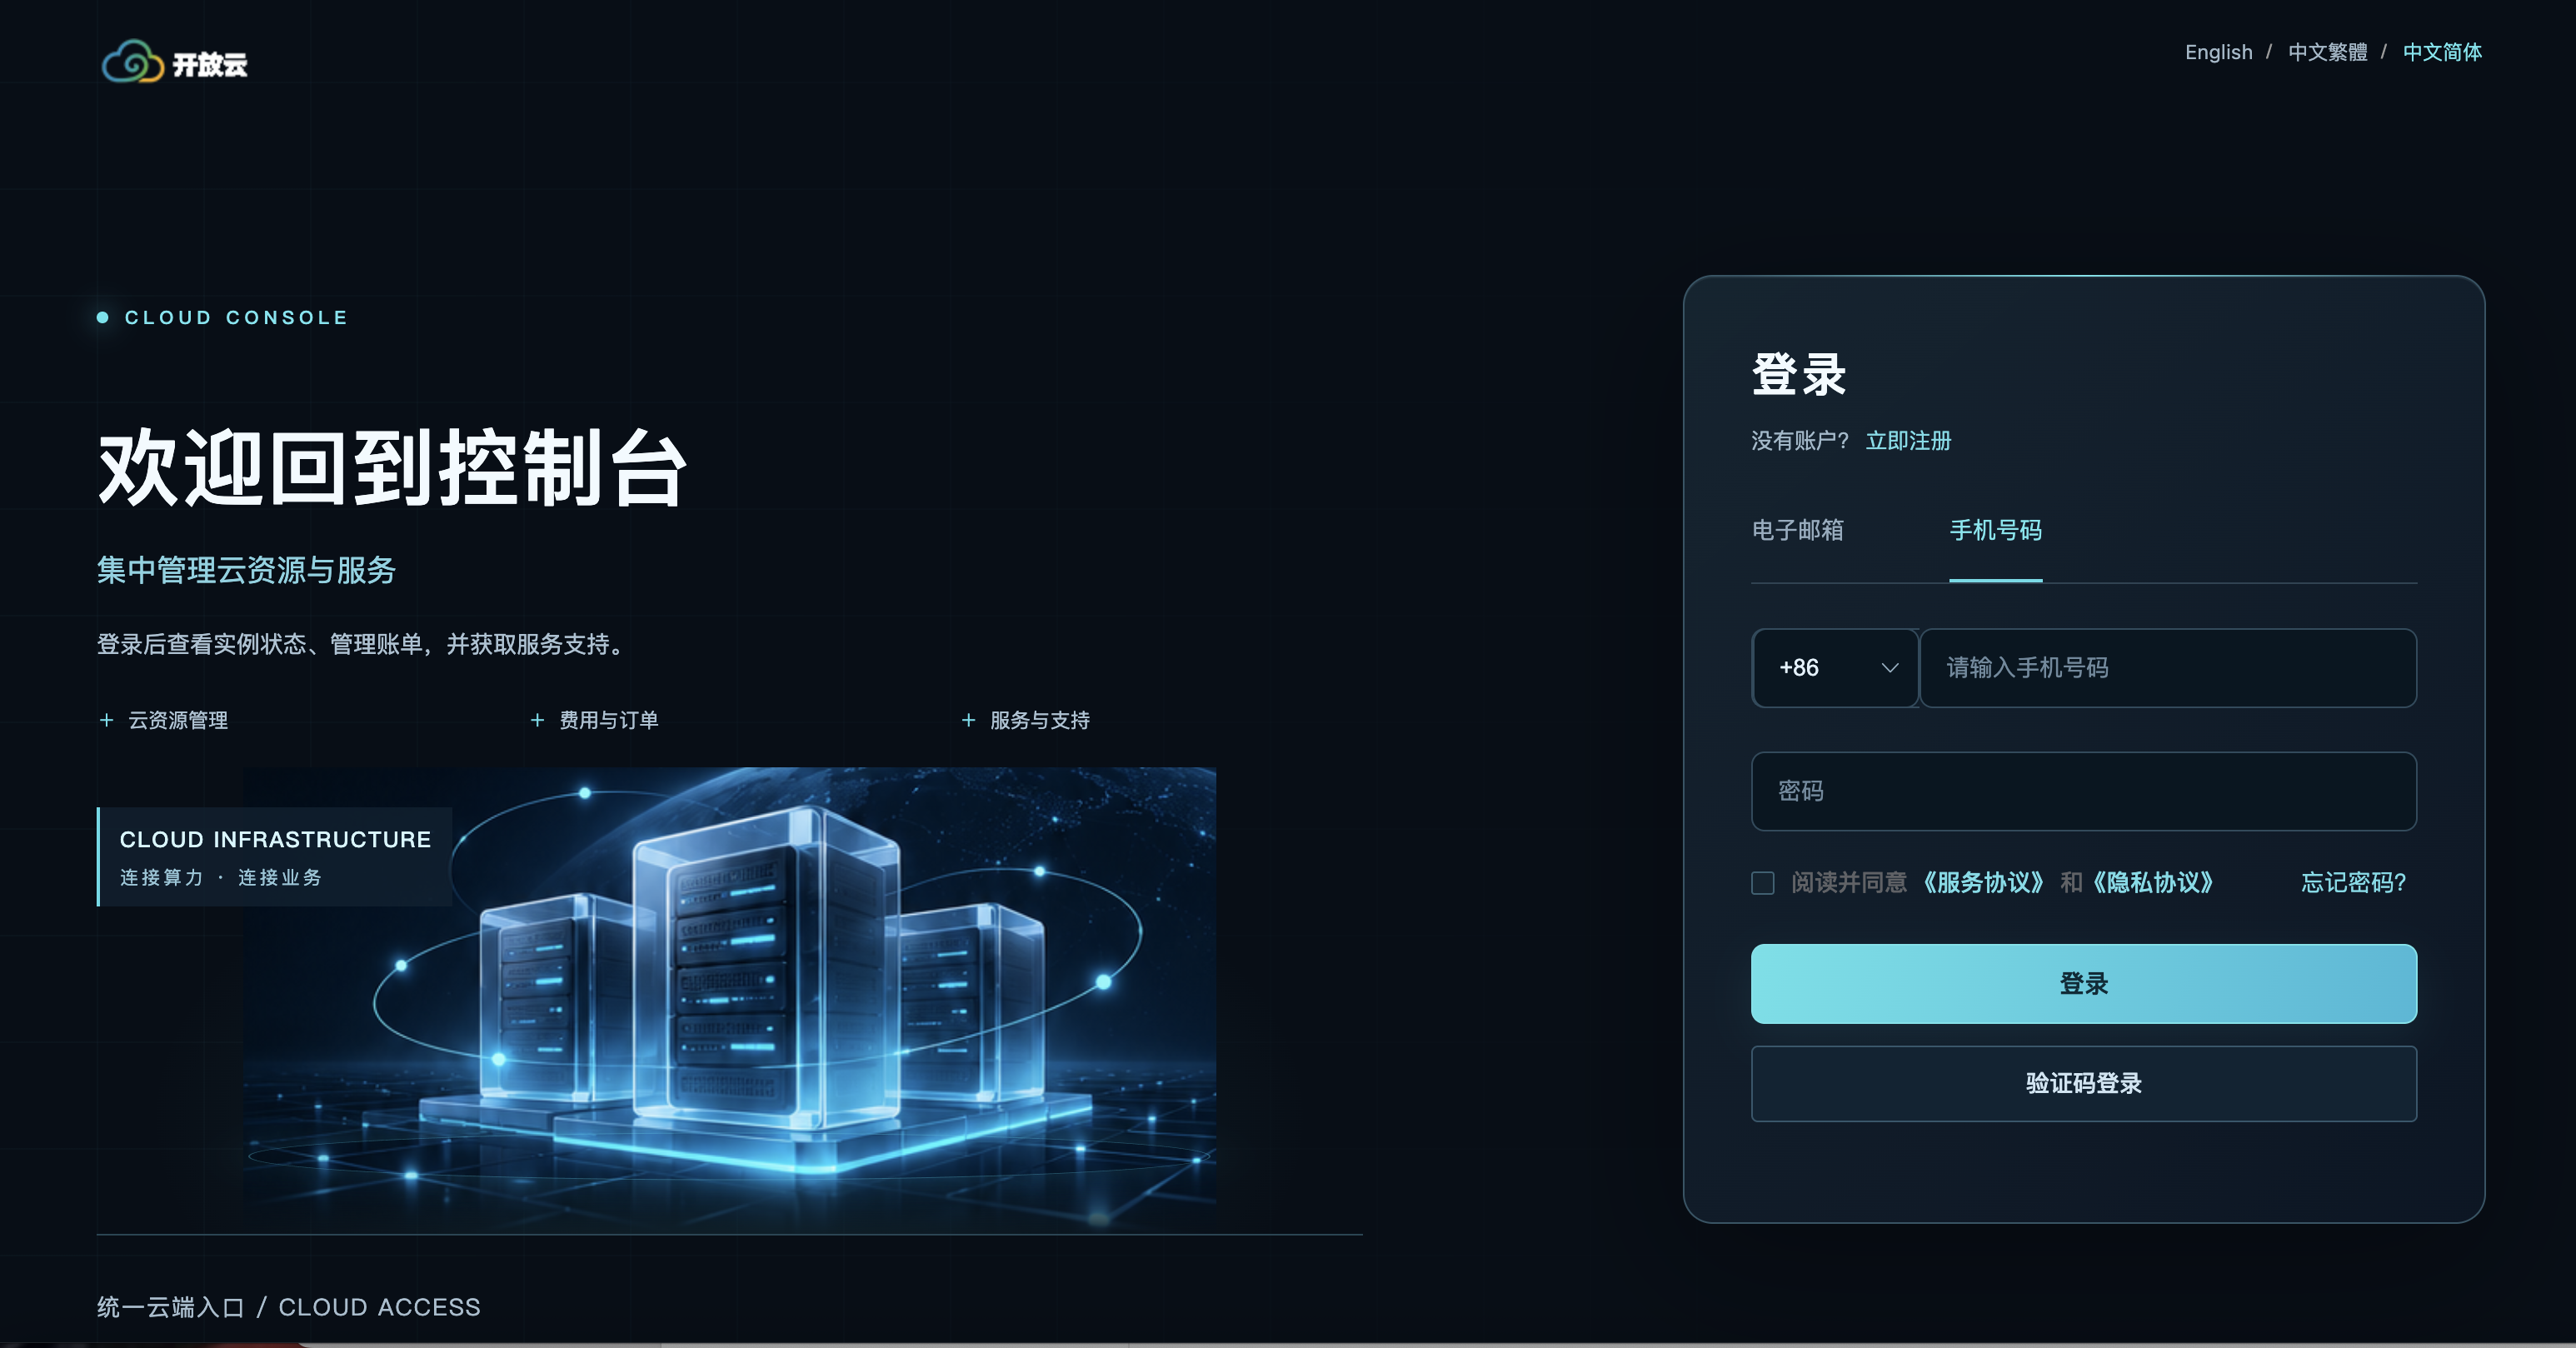 开放云
English / 中文繁體 / 中文简体
CLOUD CONSOLE
欢迎回到控制台
集中管理云资源与服务
登录后查看实例状态、管理账单，并获取服务支持。
+ 云资源管理
+ 费用与订单
+ 服务与支持
CLOUD INFRASTRUCTURE
连接算力 · 连接业务
统一云端入口 / CLOUD ACCESS
登录
没有账户? 立即注册
电子邮箱
手机号码
+86
请输入手机号码
密码
阅读并同意《服务协议》和《隐私协议》
忘记密码?
登录
验证码登录